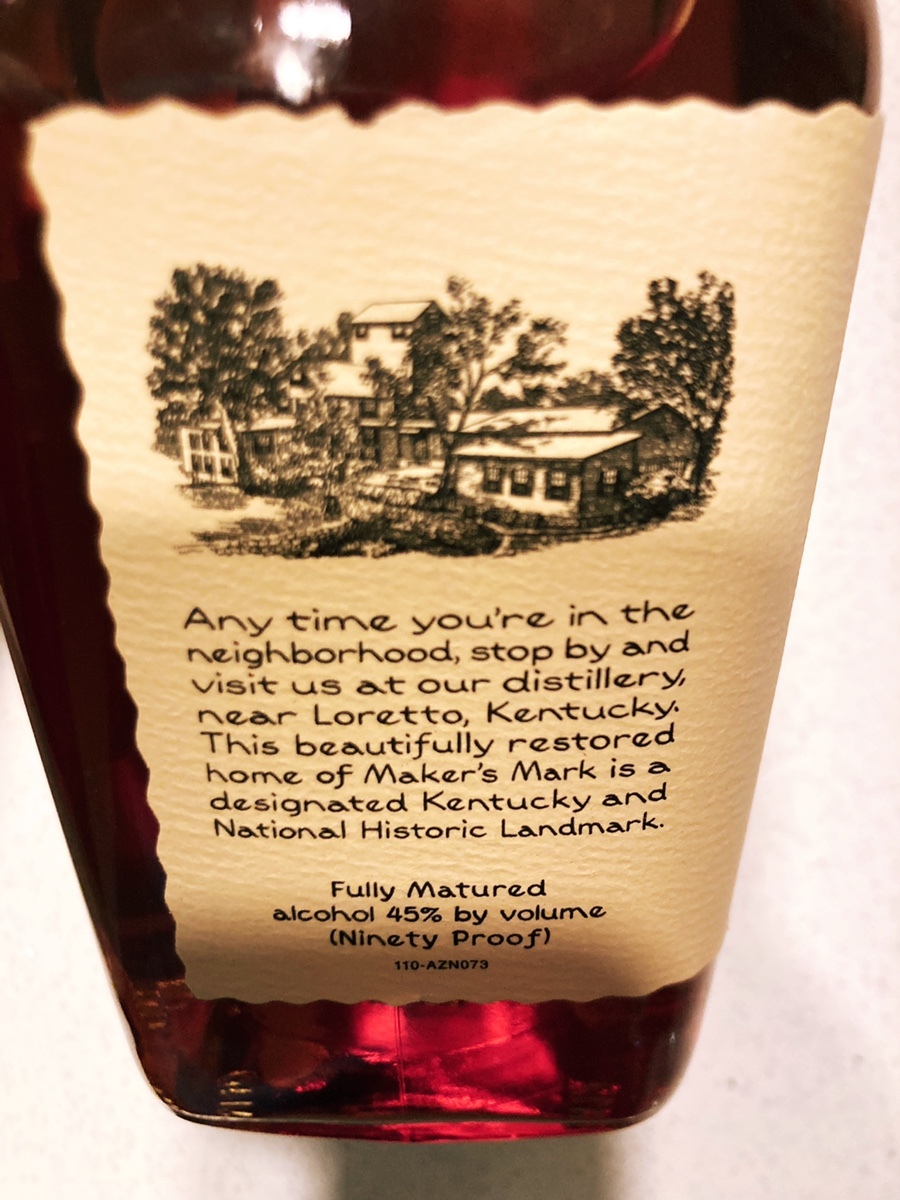 Any time you're in the
neighborhood, stop by and
visit us at our distillery,
near Loretto, Kentucky.
This beautifully restored
home of Maker's Mark is a
designated Kentucky and
National Historic Landmark.
Fully Matured
alcohol 45% by volume
(Ninety Proof)
110-AZN073